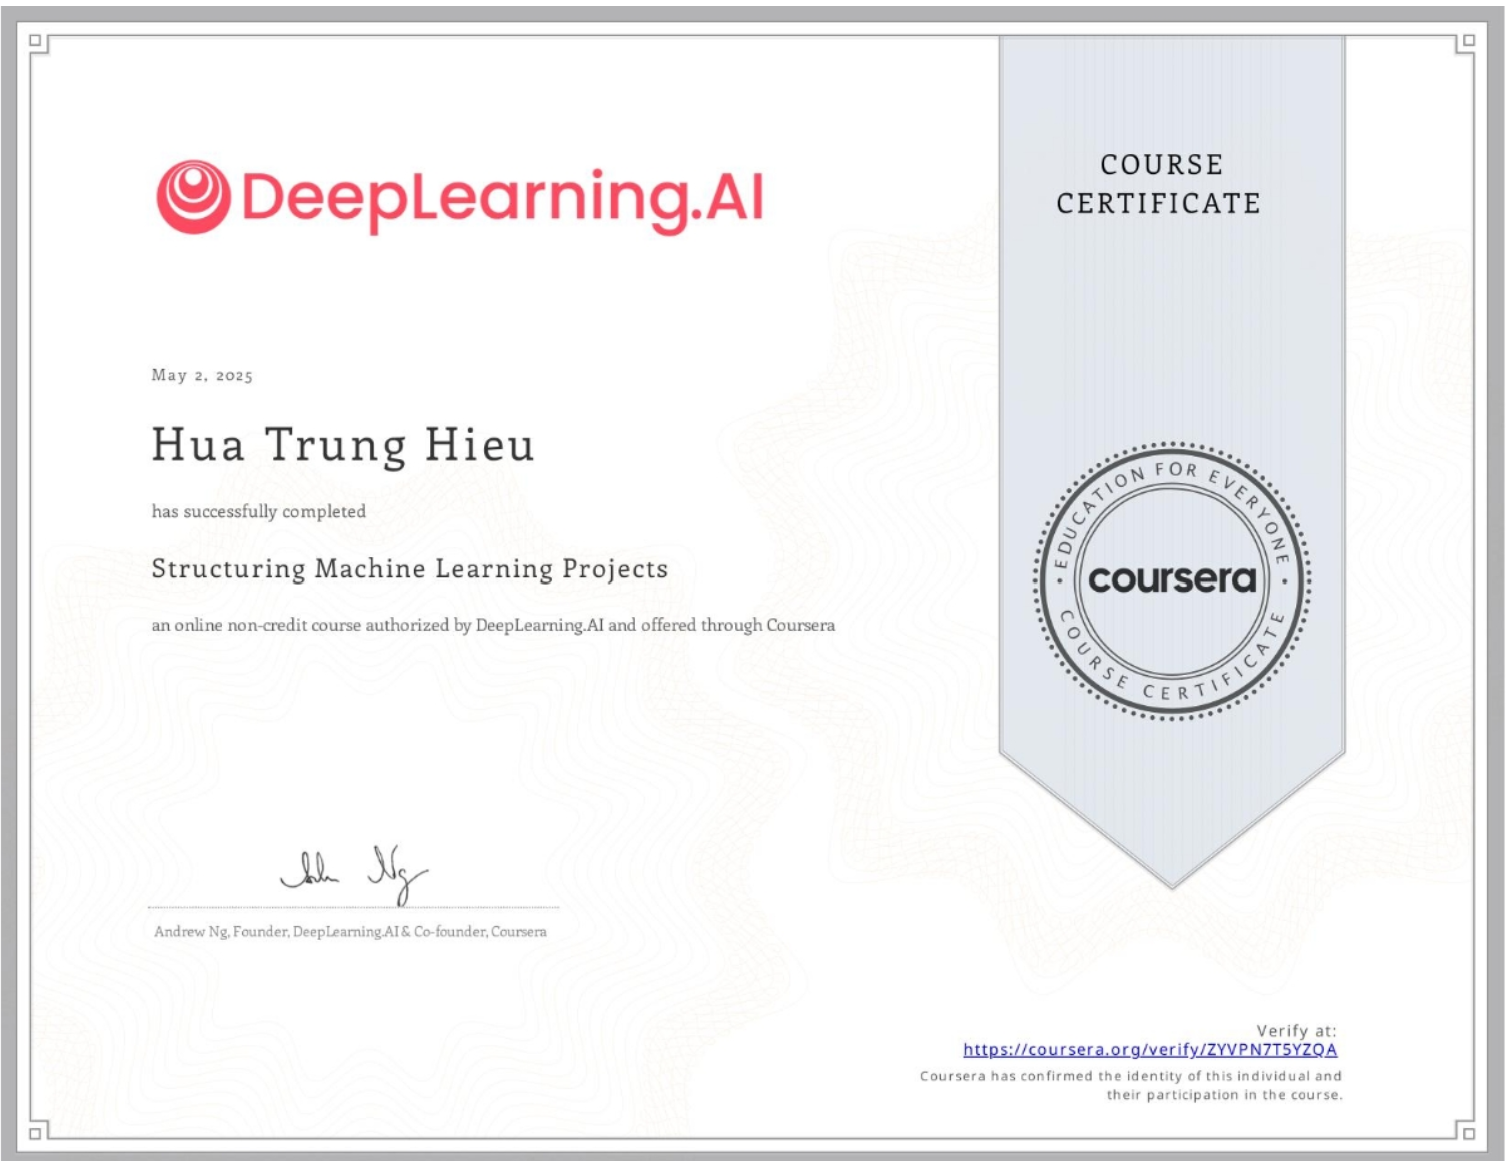 DeepLearning.AI
COURSE
CERTIFICATE
May 2, 2025
Hua Trung Hieu
has successfully completed
Structuring Machine Learning Projects
an online non-credit course authorized by DeepLearning.AI and offered through Coursera
EDUCATION FOR EVERYONE
coursera
COURSE CERTIFICATE
Andrew Ng, Founder, DeepLearning.AI & Co-founder, Coursera
Verify at:
https://coursera.org/verify/ZYVPN7T5YZQA
Coursera has confirmed the identity of this individual and
their participation in the course.